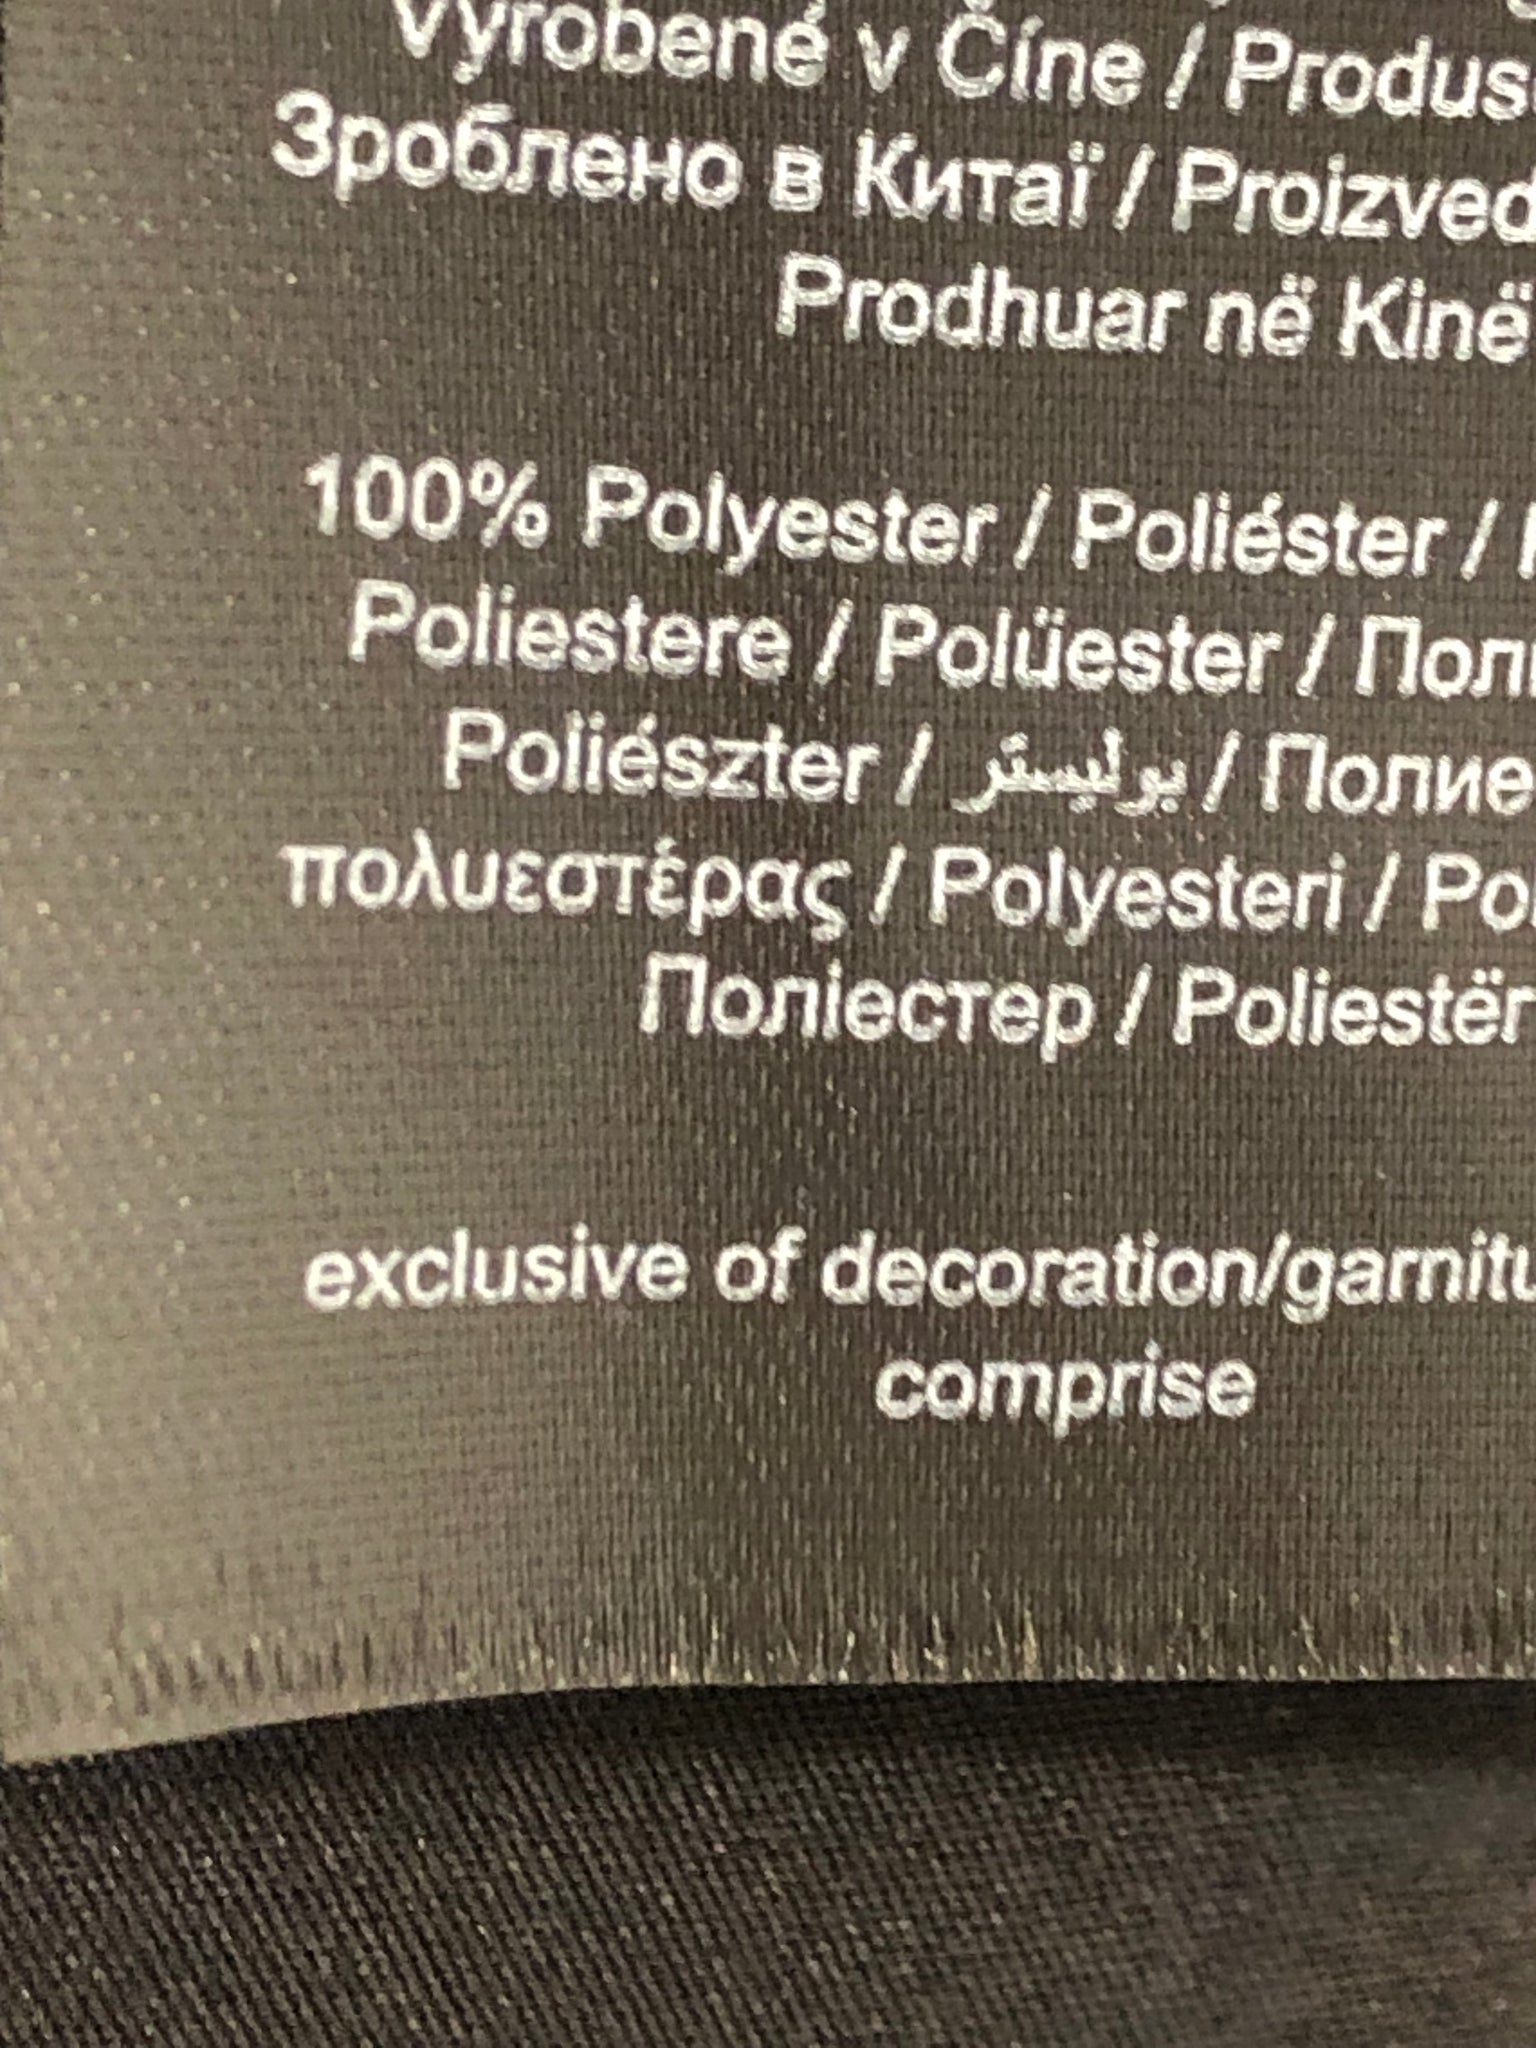 Vyrobené v Číne / Produs
Зроблено в Китаї / Proizved
Prodhuar në Kinë
100% Polyester / Poliéster /
Poliestere / Polüester / Пол
Poliészter / بوليستر / Полие
πολυεστέρας / Polyesteri / Po
Поліестер / Poliestër
exclusive of decoration/garnitu
comprise